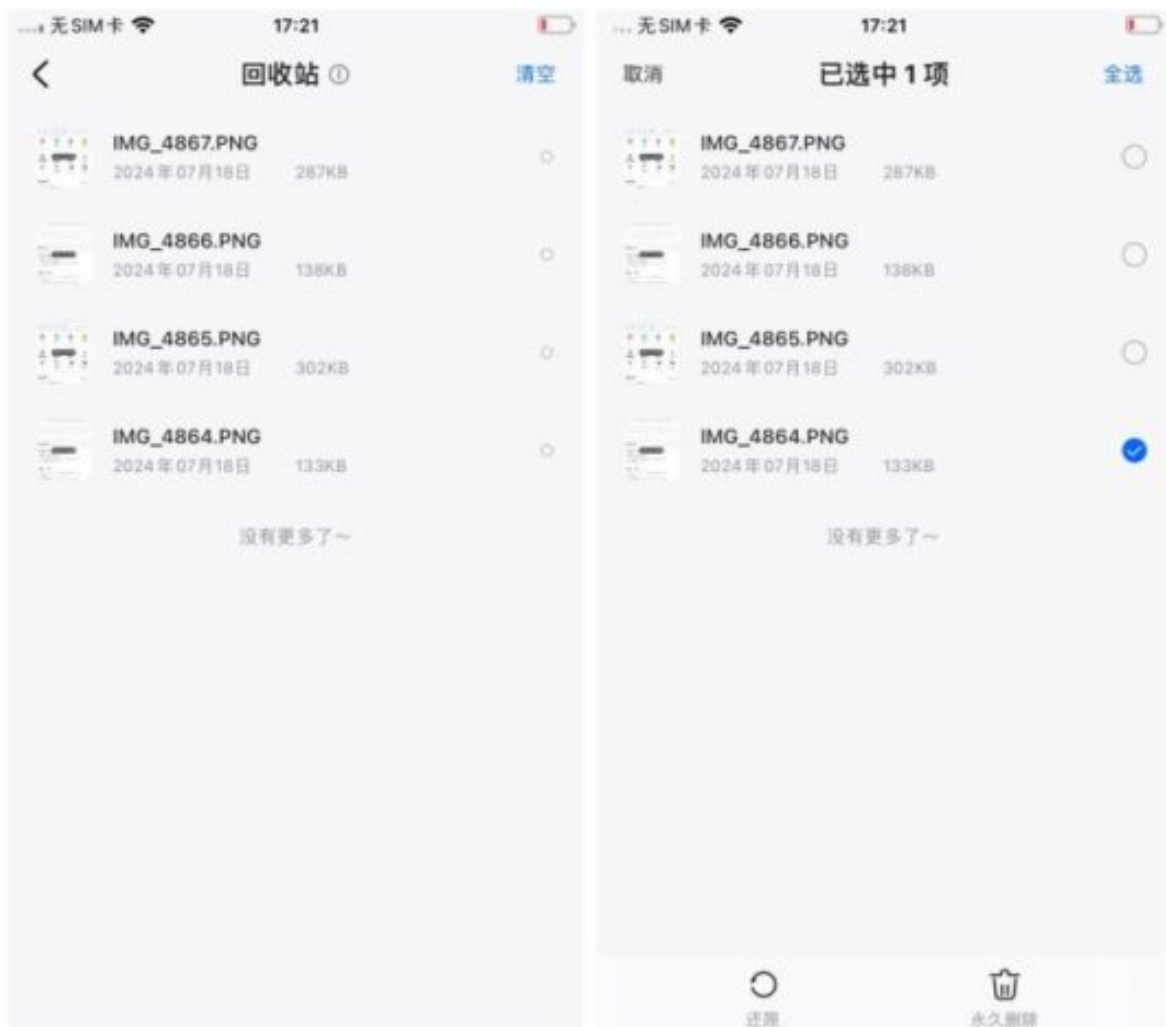 无SIM卡 17:21
回收站 清空
IMG_4867.PNG
2024年07月18日 287KB
IMG_4866.PNG
2024年07月18日 138KB
IMG_4865.PNG
2024年07月18日 302KB
IMG_4864.PNG
2024年07月18日 133KB
没有更多了～
无SIM卡 17:21
取消 已选中1项 全选
IMG_4867.PNG
2024年07月18日 287KB
IMG_4866.PNG
2024年07月18日 138KB
IMG_4865.PNG
2024年07月18日 302KB
IMG_4864.PNG
2024年07月18日 133KB
没有更多了～
还原 永久删除